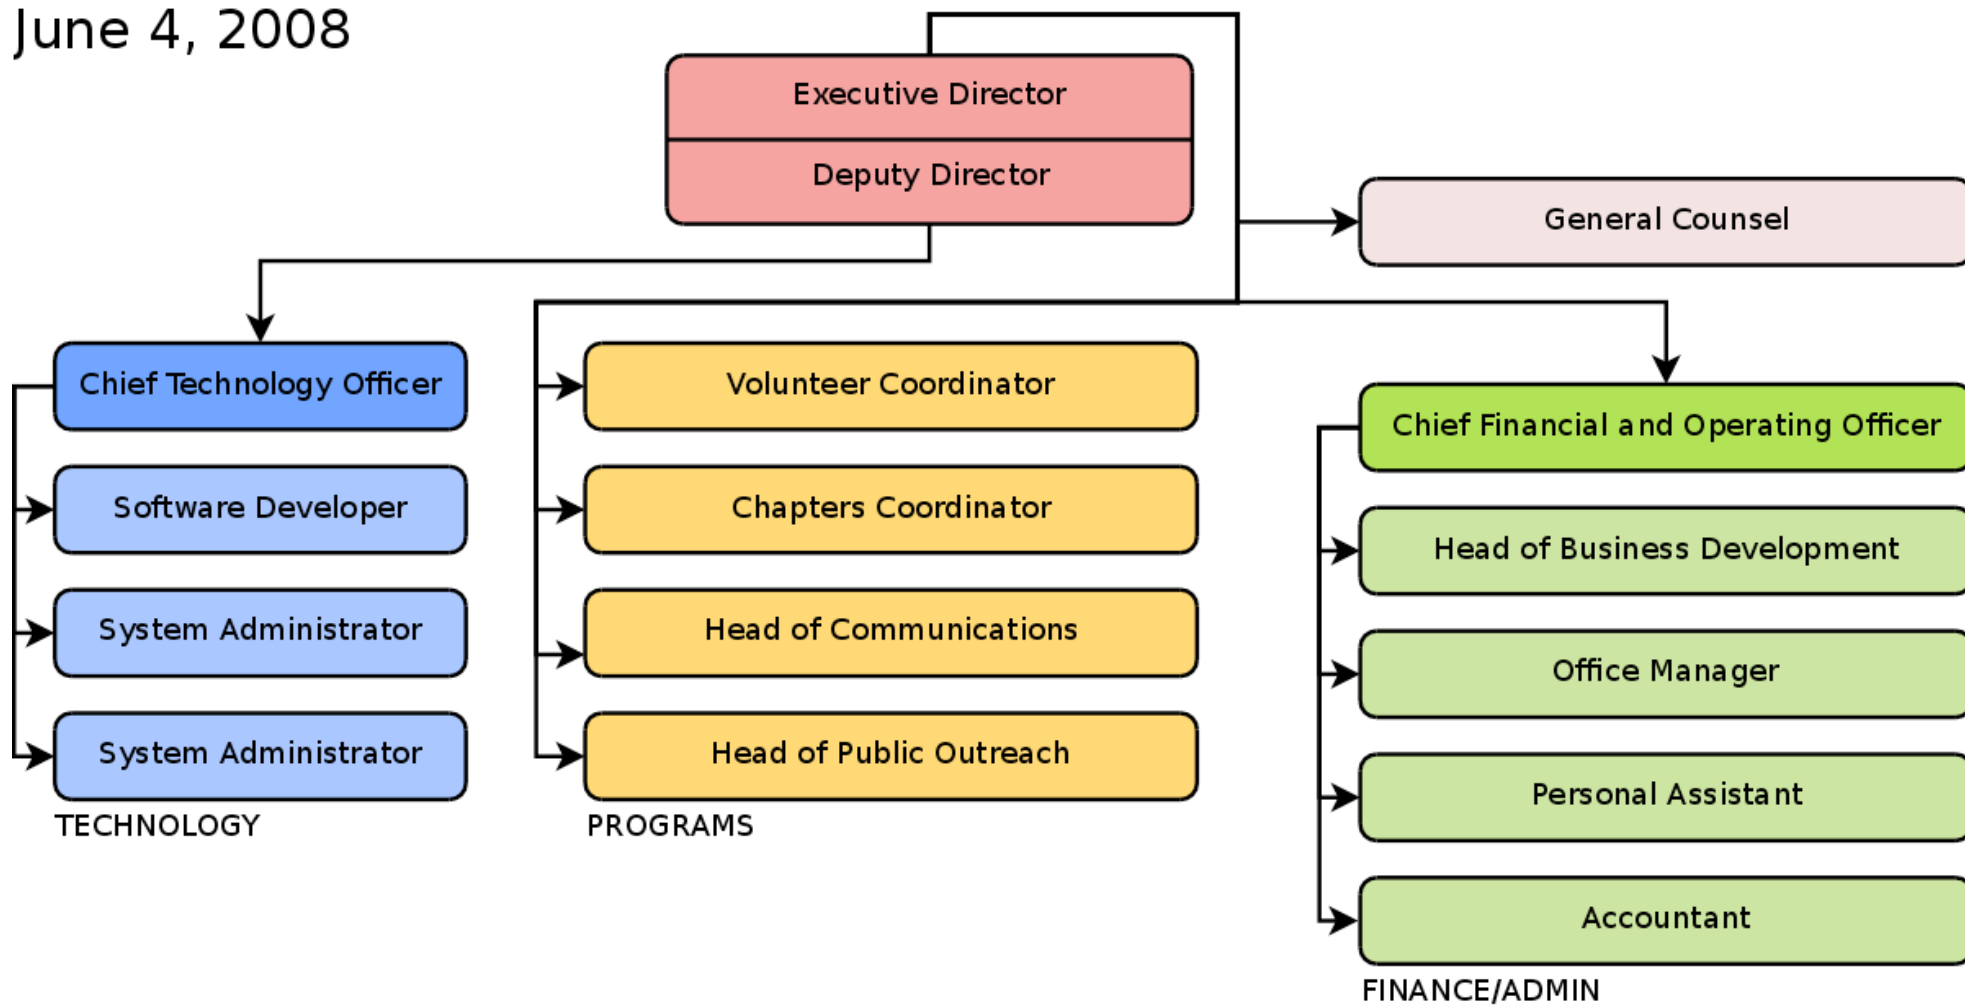 June 4, 2008
Executive Director
Deputy Director
General Counsel
Chief Technology Officer
Software Developer
System Administrator
System Administrator
TECHNOLOGY
Volunteer Coordinator
Chapters Coordinator
Head of Communications
Head of Public Outreach
PROGRAMS
Chief Financial and Operating Officer
Head of Business Development
Office Manager
Personal Assistant
Accountant
FINANCE/ADMIN